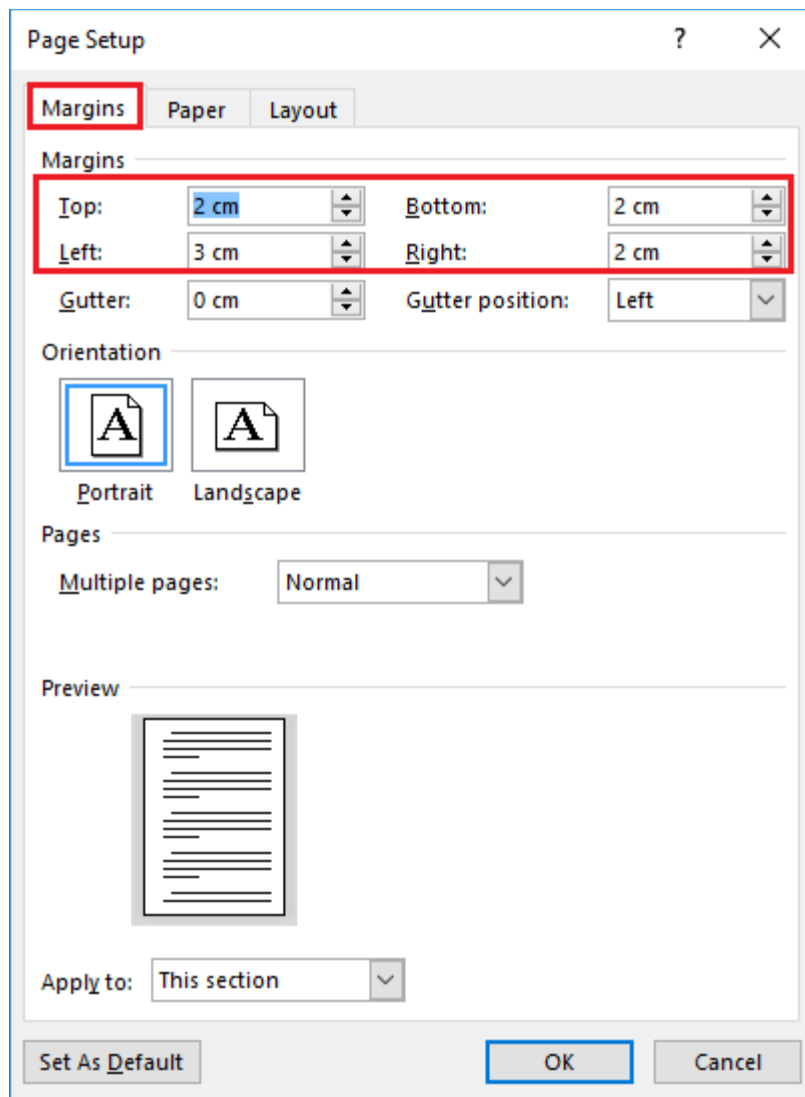 Page Setup ?
Margins Paper Layout
Margins
Top: 2 cm Bottom: 2 cm
Left: 3 cm Right: 2 cm
Gutter: 0 cm Gutter position: Left
Orientation
A A
Portrait Landscape
Pages
Multiple pages: Normal
Preview
Apply to: This section
Set As Default OK Cancel